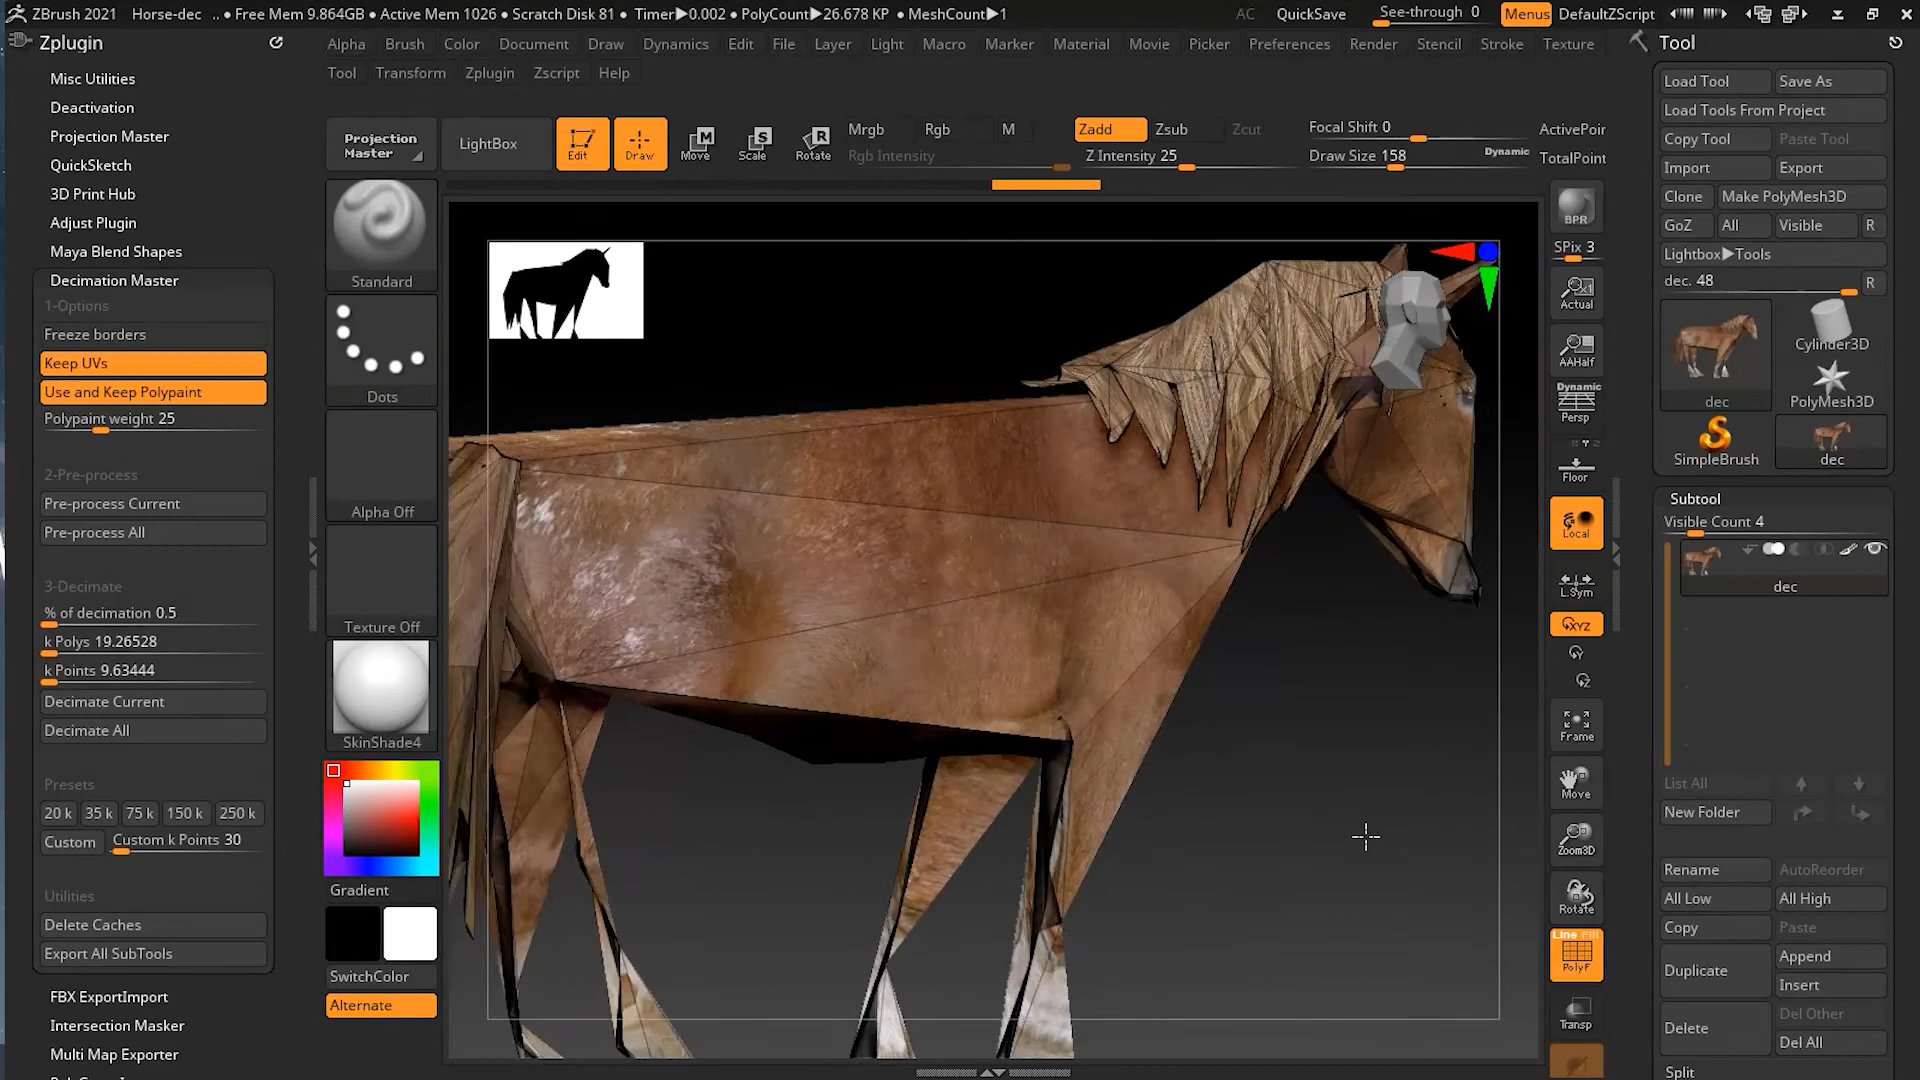 ZBrush 2021 Horse-dec .. • Free Mem 9.864GB • Active Mem 1026 • Scratch Disk 81 • Timer▶0.002 • PolyCount▶26.678 KP • MeshCount▶1 AC QuickSave See-through 0 Menus DefaultZScript
Zplugin
Alpha Brush Color Document Draw Dynamics Edit File Layer Light Macro Marker Material Movie Picker Preferences Render Stencil Stroke Texture
Tool Transform Zplugin Zscript Help
Misc Utilities
Deactivation
Projection Master
QuickSketch
3D Print Hub
Adjust Plugin
Maya Blend Shapes
Decimation Master
1-Options
Freeze borders
Keep UVs
Use and Keep Polypaint
Polypaint weight 25
2-Pre-process
Pre-process Current
Pre-process All
3-Decimate
% of decimation 0.5
k Polys 19.26528
k Points 9.63444
Decimate Current
Decimate All
Presets
20 k 35 k 75 k 150 k 250 k
Custom Custom k Points 30
Utilities
Delete Caches
Export All SubTools
FBX ExportImport
Intersection Masker
Multi Map Exporter
Projection Master
LightBox
Edit
Draw
Move
Scale
Rotate
M
S
R
Mrgb Rgb M
Rgb Intensity
Zadd Zsub Zcut
Z Intensity 25
Focal Shift 0
Draw Size 158
Dynamic
ActivePoin
TotalPoint
Standard
Dots
Alpha Off
Texture Off
SkinShade4
Gradient
SwitchColor
Alternate
BPR
SPix 3
Actual
AAHalf
Dynamic
Persp
Floor
Local
L.Sym
XYZ
Frame
Move
Zoom3D
Rotate
Line Fill
PolyF
Transp
Tool
Load Tool Save As
Load Tools From Project
Copy Tool Paste Tool
Import Export
Clone Make PolyMesh3D
GoZ All Visible R
Lightbox▶Tools
dec. 48 R
dec
Cylinder3D
PolyMesh3D
SimpleBrush
dec
Subtool
Visible Count 4
dec
List All
New Folder
Rename AutoReorder
All Low All High
Copy Paste
Duplicate Append
Insert
Delete Del Other
Del All
Split